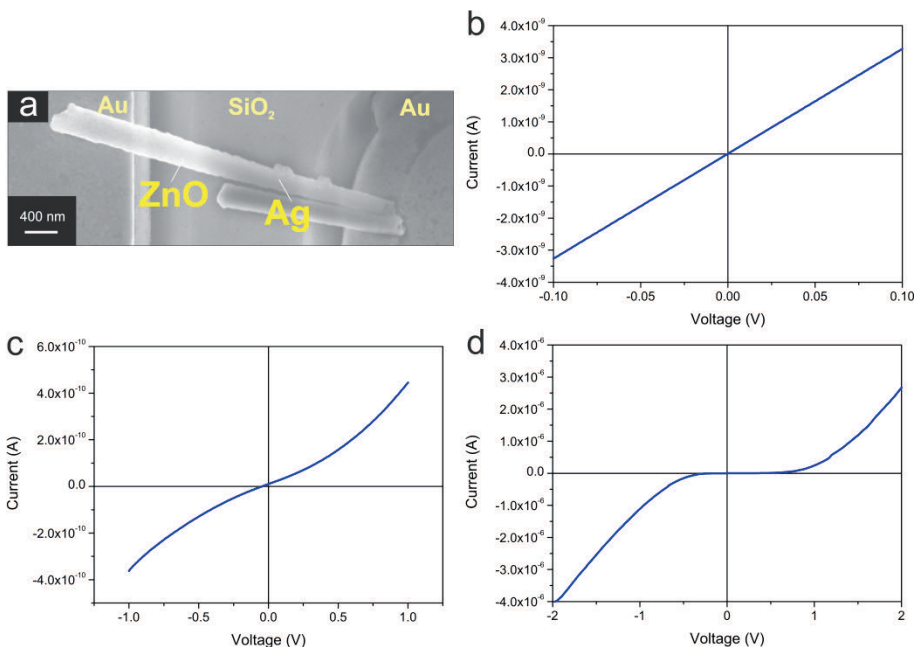 a
Au
SiO₂
Au
ZnO
Ag
400 nm
b
4.0x10⁻⁹
3.0x10⁻⁹
2.0x10⁻⁹
1.0x10⁻⁹
0.0
-1.0x10⁻⁹
-2.0x10⁻⁹
-3.0x10⁻⁹
-4.0x10⁻⁹
Current (A)
-0.10
-0.05
0.00
0.05
0.10
Voltage (V)
c
6.0x10⁻¹⁰
4.0x10⁻¹⁰
2.0x10⁻¹⁰
0.0
-2.0x10⁻¹⁰
-4.0x10⁻¹⁰
Current (A)
-1.0
-0.5
0.0
0.5
1.0
Voltage (V)
d
4.0x10⁻⁶
3.0x10⁻⁶
2.0x10⁻⁶
1.0x10⁻⁶
0.0
-1.0x10⁻⁶
-2.0x10⁻⁶
-3.0x10⁻⁶
-4.0x10⁻⁶
Current (A)
-2
-1
0
1
2
Voltage (V)